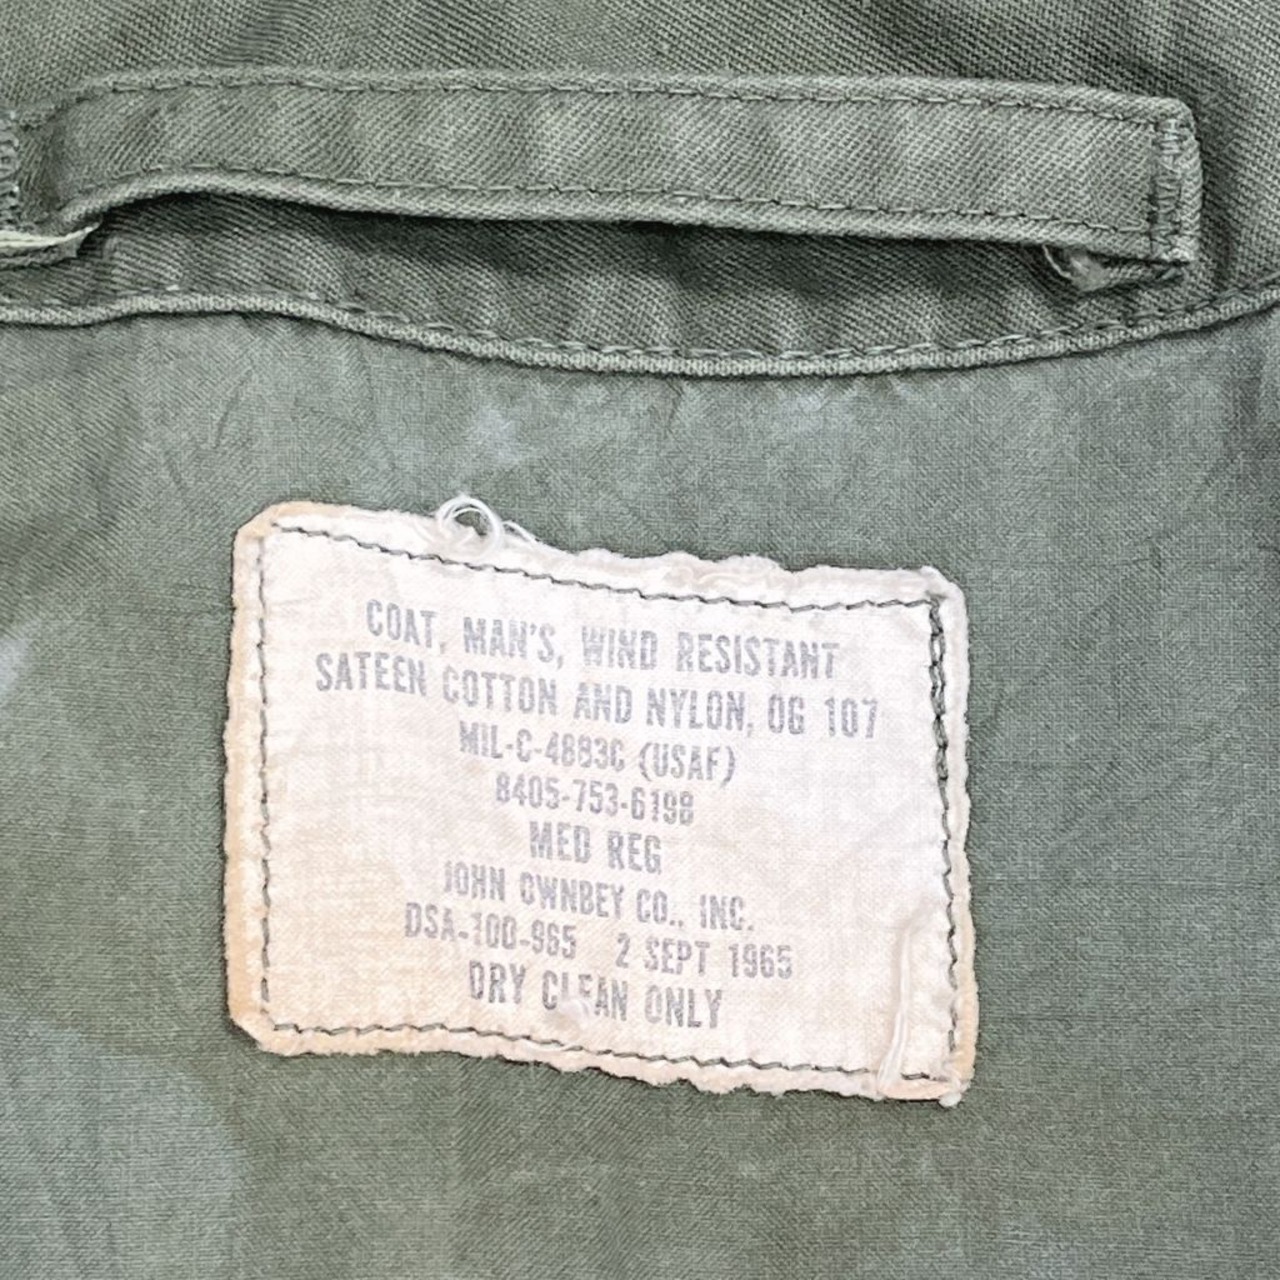 COAT, MAN'S, WIND RESISTANT
SATEEN COTTON AND NYLON, OG 107
MIL-C-4883C (USAF)
8405-753-6198
MED REG
JOHN OWNBEY CO., INC.
DSA-100-965 2 SEPT 1965
DRY CLEAN ONLY